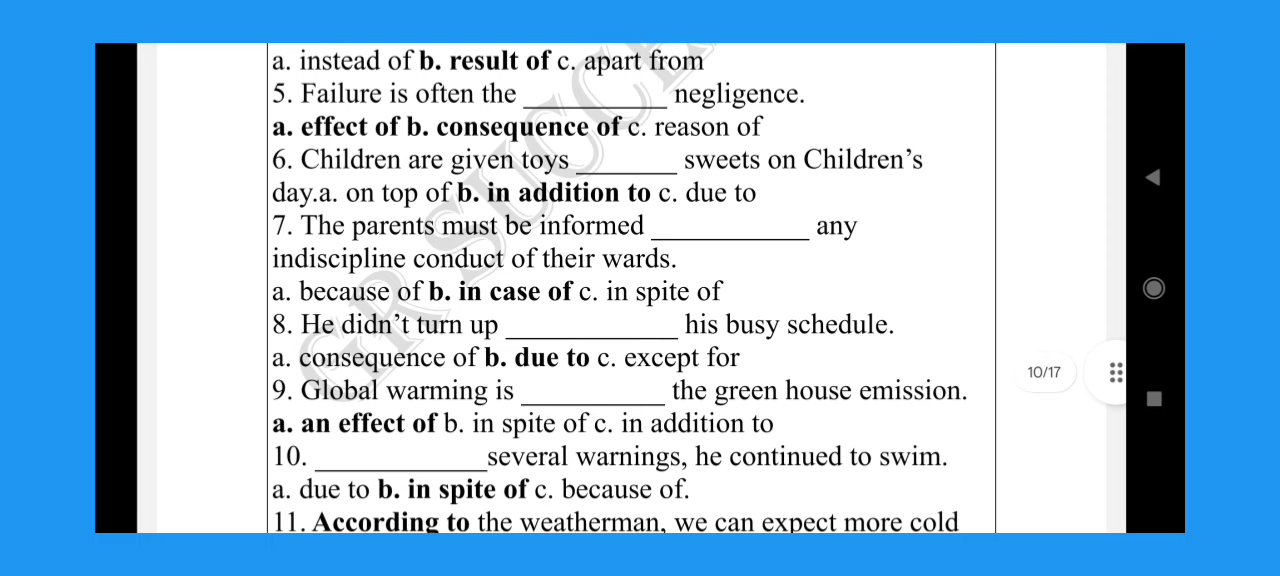 a. instead of b. result of c. apart from
5. Failure is often the __________ negligence.
a. effect of b. consequence of c. reason of
6. Children are given toys _______ sweets on Children’s
day.a. on top of b. in addition to c. due to
7. The parents must be informed ___________ any
indiscipline conduct of their wards.
a. because of b. in case of c. in spite of
8. He didn’t turn up ____________ his busy schedule.
a. consequence of b. due to c. except for
9. Global warming is __________ the green house emission.
a. an effect of b. in spite of c. in addition to
10. ____________several warnings, he continued to swim.
a. due to b. in spite of c. because of.
11. According to the weatherman, we can expect more cold
10/17
GR SUCCE